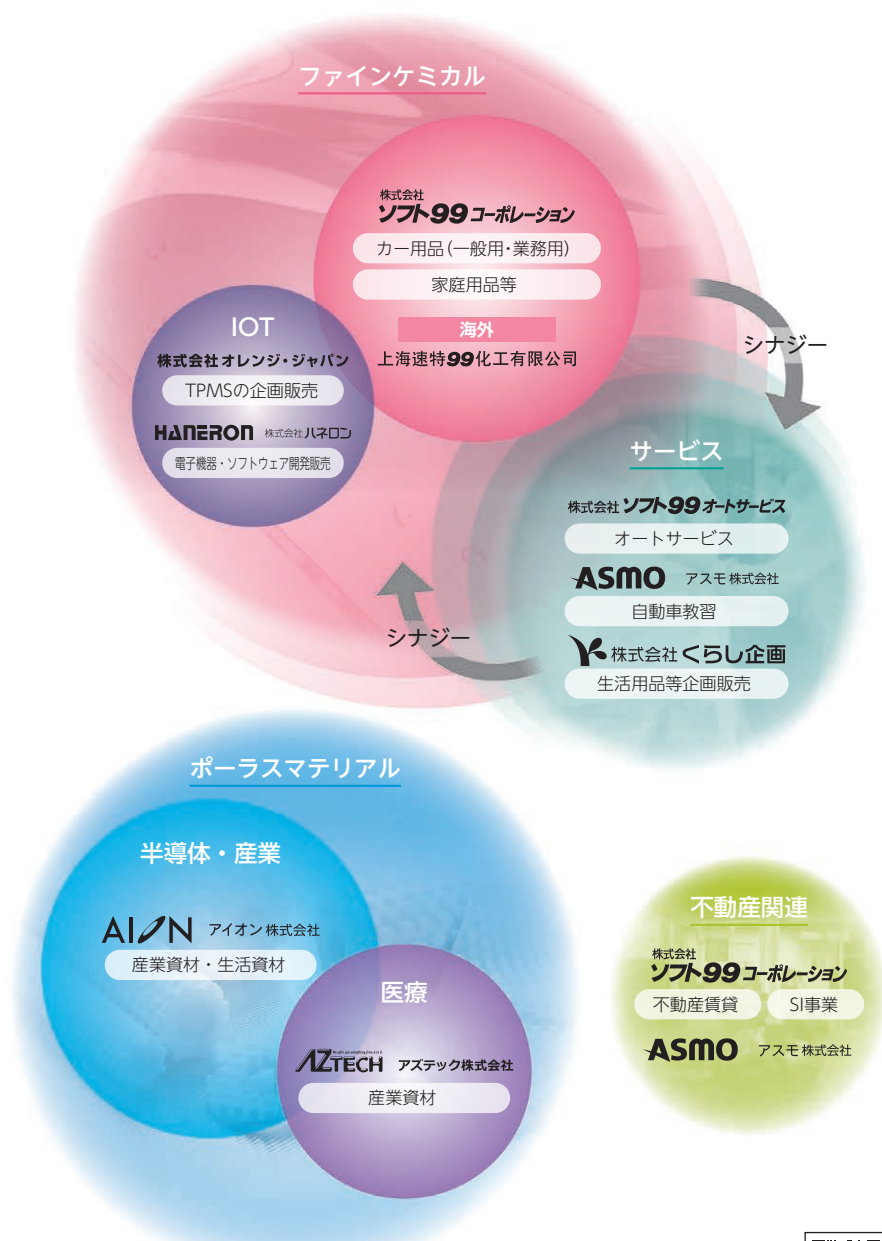 ファインケミカル
株式会社
ソフト99コーポレーション
カー用品(一般用・業務用)
家庭用品等
海外
上海速特99化工有限公司
IOT
株式会社オレンジ・ジャパン
TPMSの企画販売
HANERON 株式会社ハネロン
電子機器・ソフトウェア開発販売
シナジー
サービス
株式会社ソフト99オートサービス
オートサービス
ASMO アスモ株式会社
自動車教習
株式会社くらし企画
生活用品等企画販売
シナジー
ポーラスマテリアル
半導体・産業
AION アイオン株式会社
産業資材・生活資材
医療
AZTECH アズテック株式会社
産業資材
不動産関連
株式会社
ソフト99コーポレーション
不動産賃貸 SI事業
ASMO アスモ株式会社